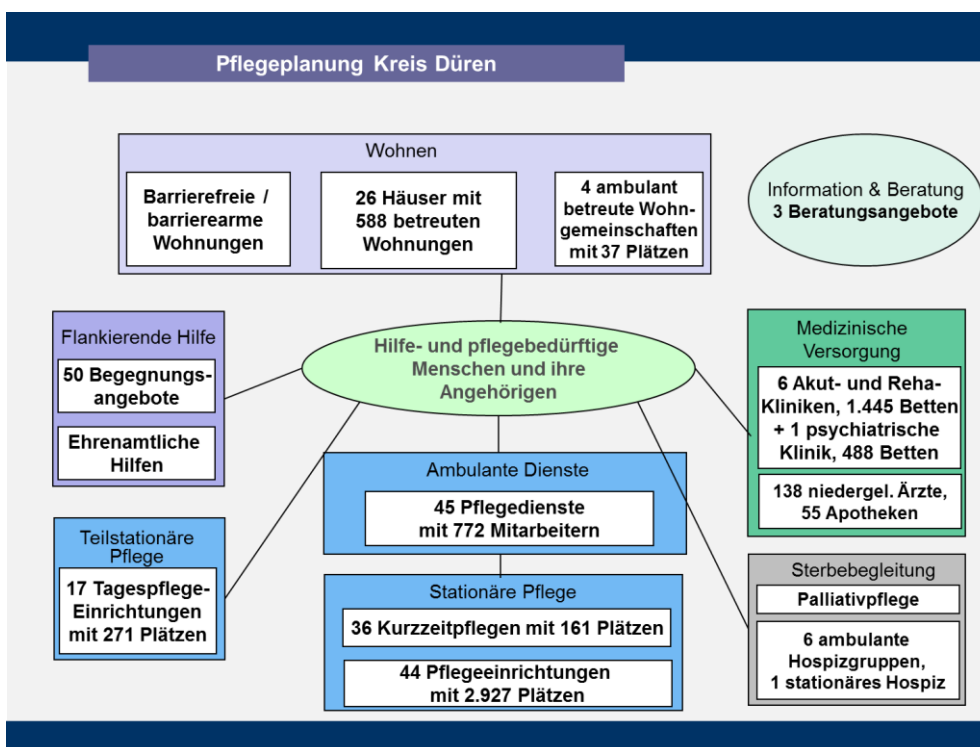 Pflegeplanung Kreis Düren
Wohnen
Barrierefreie /
barrierearme
Wohnungen
26 Häuser mit
588 betreuten
Wohnungen
4 ambulant
betreute Wohn-
gemeinschaften
mit 37 Plätzen
Information & Beratung
3 Beratungsangebote
Flankierende Hilfe
50 Begegnungs-
angebote
Ehrenamtliche
Hilfen
Hilfe- und pflegebedürftige
Menschen und ihre
Angehörigen
Medizinische
Versorgung
6 Akut- und Reha-
Kliniken, 1.445 Betten
+ 1 psychiatrische
Klinik, 488 Betten
138 niedergel. Ärzte,
55 Apotheken
Ambulante Dienste
45 Pflegedienste
mit 772 Mitarbeitern
Teilstationäre
Pflege
17 Tagespflege-
Einrichtungen
mit 271 Plätzen
Stationäre Pflege
36 Kurzzeitpflegen mit 161 Plätzen
44 Pflegeeinrichtungen
mit 2.927 Plätzen
Sterbebegleitung
Palliativpflege
6 ambulante
Hospizgruppen,
1 stationäres Hospiz